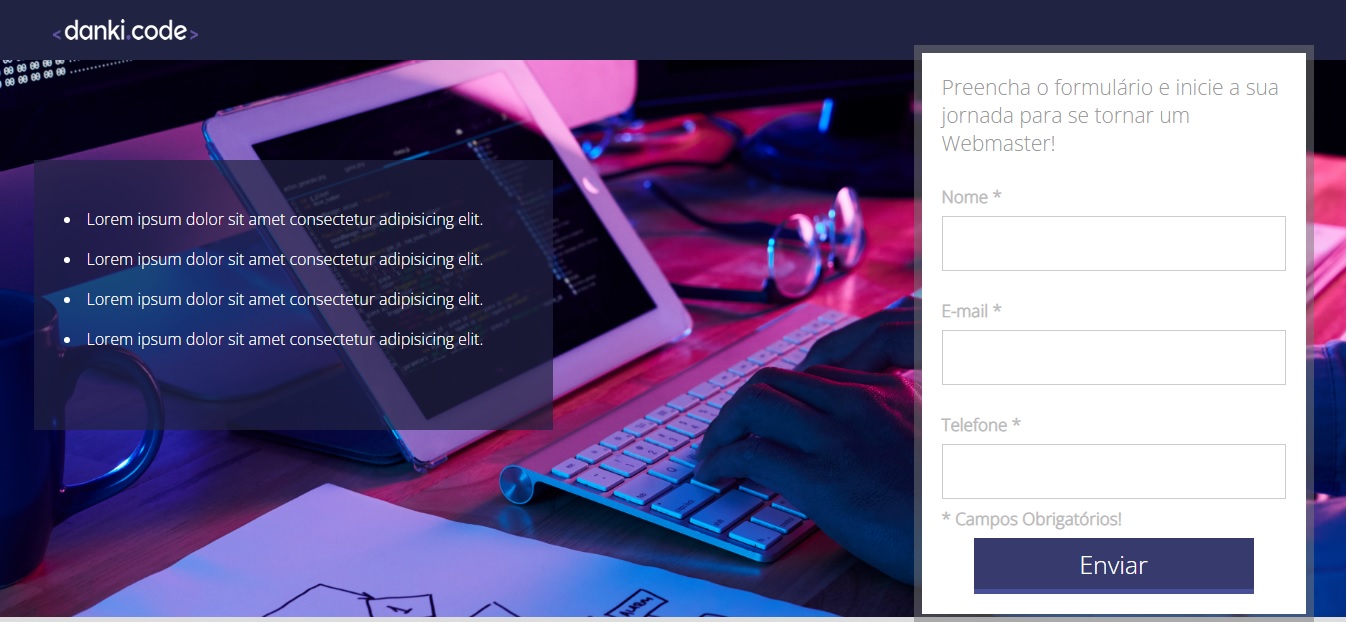 <danki.code>
Lorem ipsum dolor sit amet consectetur adipisicing elit.
Lorem ipsum dolor sit amet consectetur adipisicing elit.
Lorem ipsum dolor sit amet consectetur adipisicing elit.
Lorem ipsum dolor sit amet consectetur adipisicing elit.
Preencha o formulário e inicie a sua
jornada para se tornar um
Webmaster!
Nome *
E-mail *
Telefone *
* Campos Obrigatórios!
Enviar